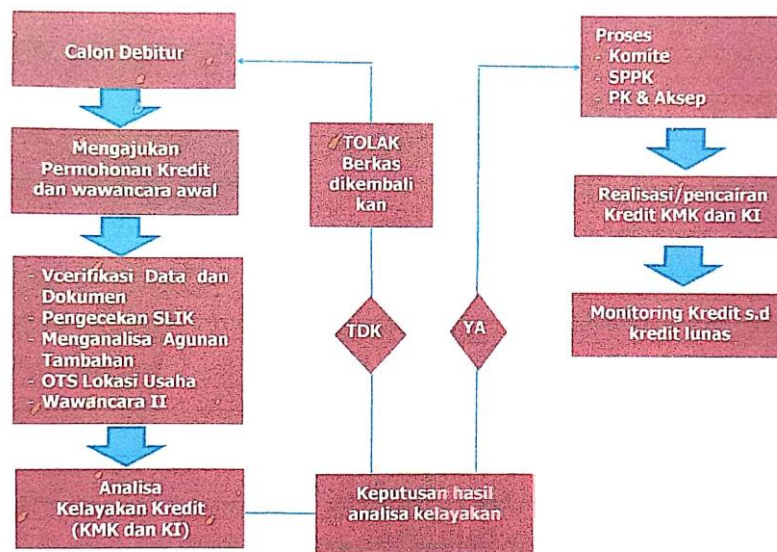 Calon Debitur
Mengajukan
Permohonan Kredit
dan wawancara awal
- Vcerifikasi Data dan
- Dokumen
- Pengecekan SLIK
- Menganalisa Agunan
Tambahan
- OTS Lokasi Usaha
- Wawancara II
Analisa
Kelayakan Kredit
(KMK dan KI)
TOLAK
Berkas
dikembali
kan
TDK
YA
Keputusan hasil
analisa kelayakan
Proses
- Komite
- SPPK
- PK & Aksep
Realisasi/pencairan
Kredit KMK dan KI
Monitoring Kredit s.d
kredit lunas